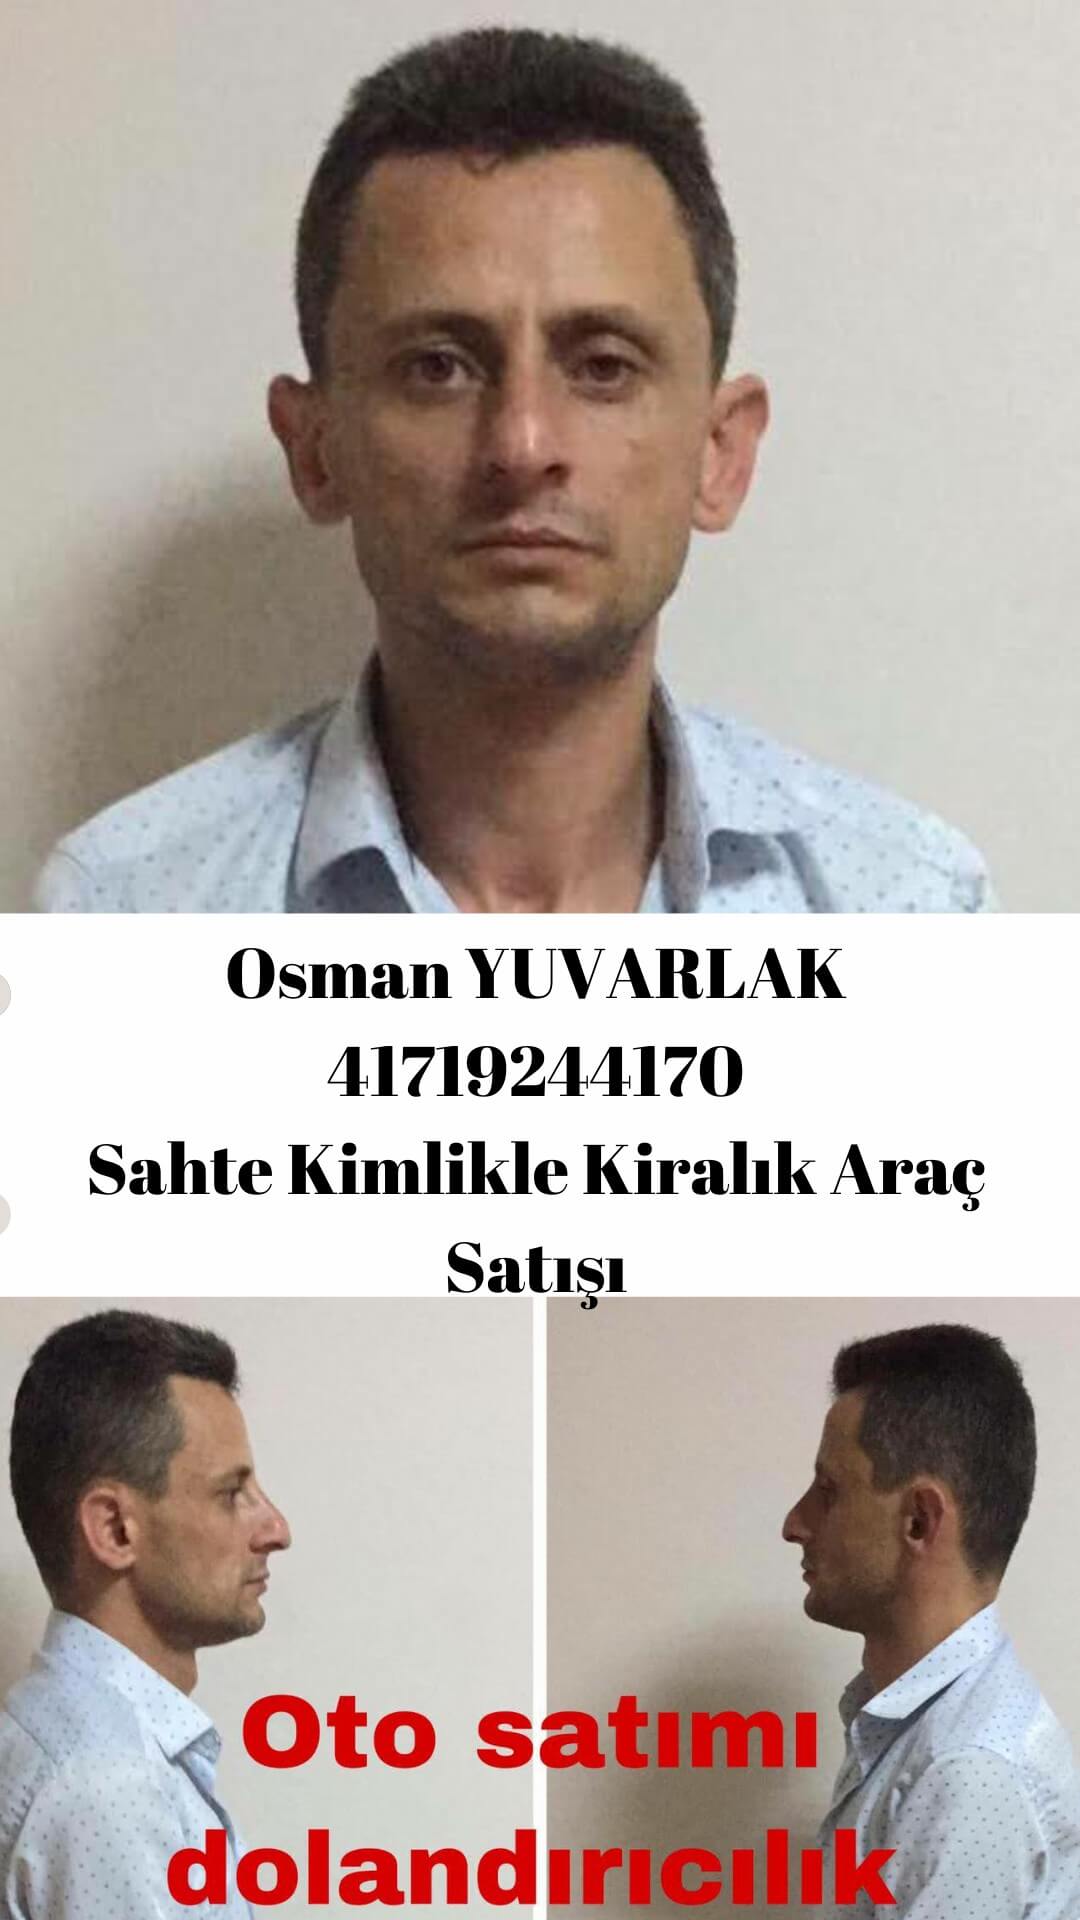 Osman YUVARLAK
41719244170
Sahte Kimlikle Kiralık Araç
Satışı
Oto satımı
dolandırıcılık